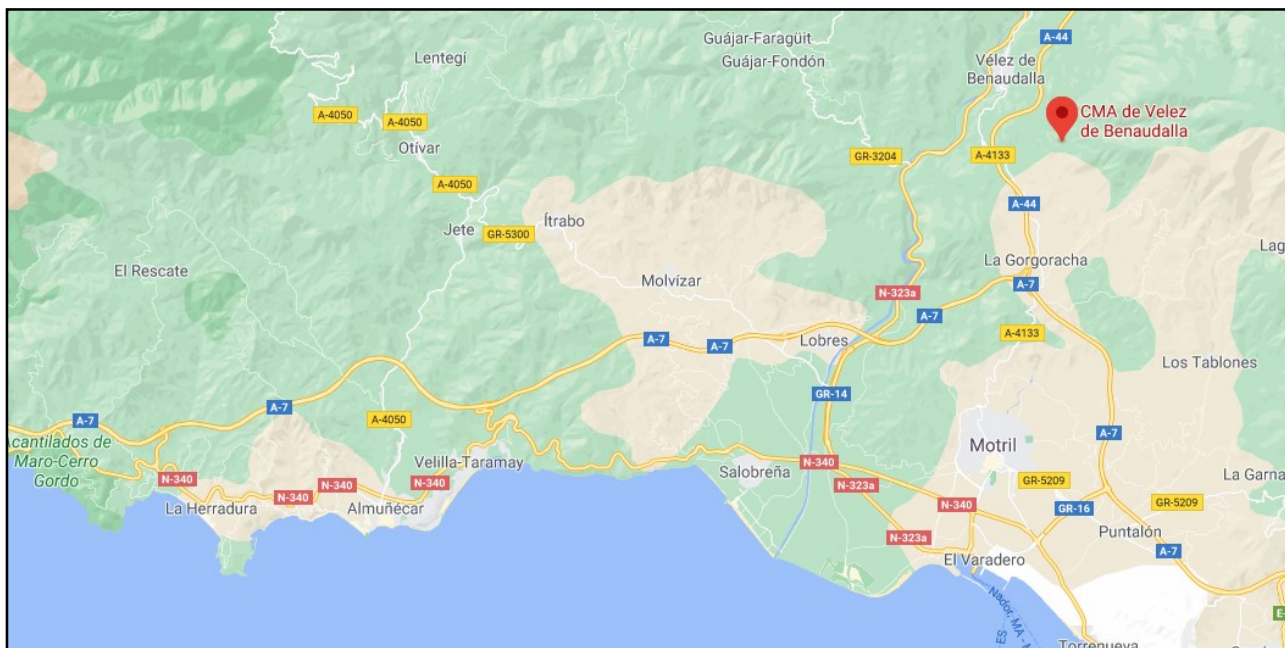 Guájar-Faragüit
Guájar-Fondón
A-44
Lentegí
Vélez de
Benaudalla
CMA de Velez
de Benaudalla
A-4050
A-4050
Otívar
GR-3204
A-4133
A-4050
A-44
Jete
GR-5300
Ítrabo
Lag
El Rescate
Molvízar
La Gorgoracha
A-7
N-323a
A-7
A-4133
A-7
A-7
Lobres
Los Tablones
GR-14
A-7
A-7
A-4050
A-7
Acantilados de
Maro-Cerro
Gordo
Motril
Velilla-Taramay
Salobreña
N-340
N-340
N-340
N-340
N-340
N-323a
GR-5209
La Garna
La Herradura
Almuñécar
N-340
GR-16
GR-5209
Puntalón
N-323a
A-7
El Varadero
Nador, MA - M
ES
E-
Torrenueva